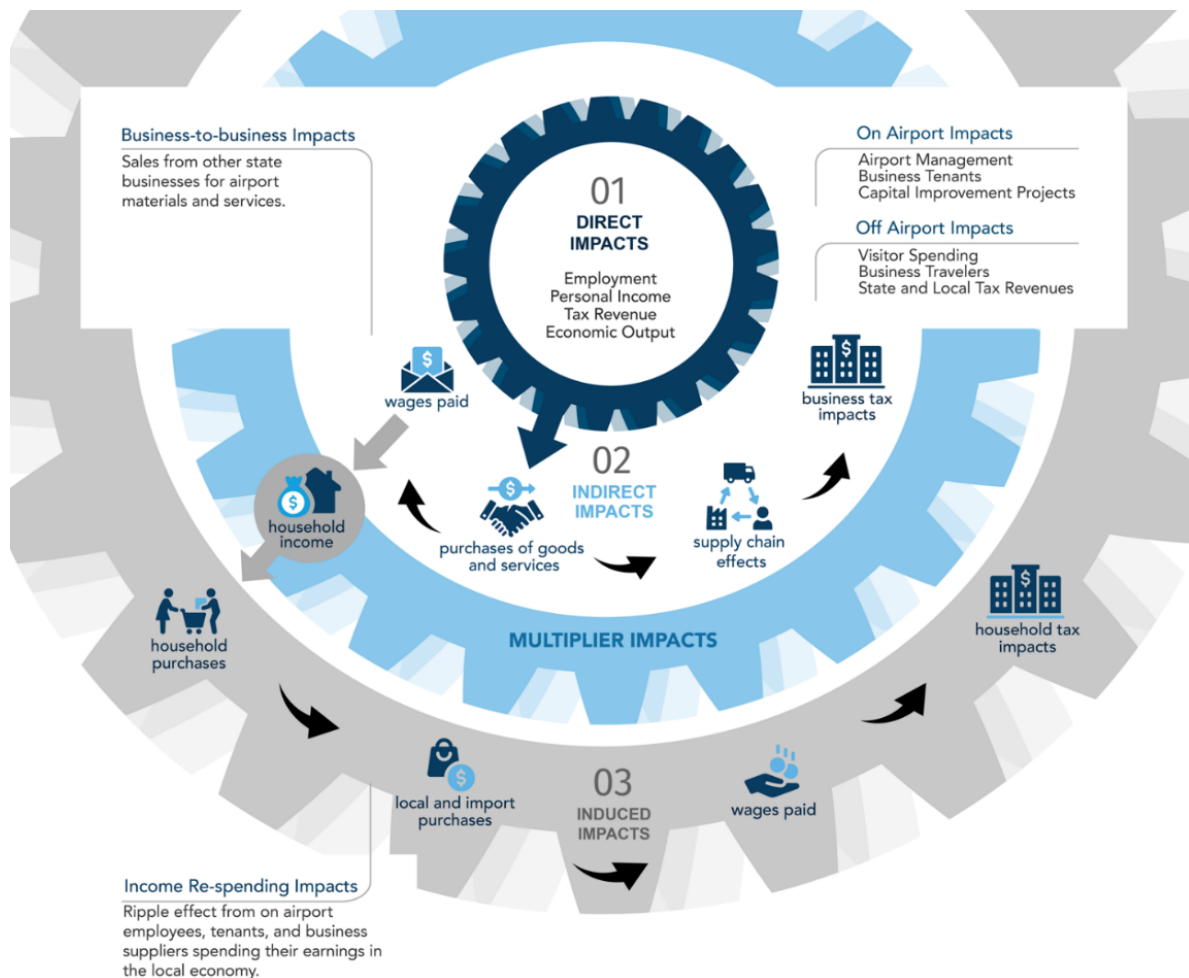 Business-to-business Impacts
Sales from other state
businesses for airport
materials and services.
01
DIRECT
IMPACTS
Employment
Personal Income
Tax Revenue
Economic Output
On Airport Impacts
Airport Management
Business Tenants
Capital Improvement Projects
Off Airport Impacts
Visitor Spending
Business Travelers
State and Local Tax Revenues
$
wages paid
$
business tax
impacts
02
INDIRECT
IMPACTS
$
household
income
$
purchases of goods
and services
supply chain
effects
MULTIPLIER IMPACTS
household
purchases
$
household tax
impacts
$
local and import
purchases
03
INDUCED
IMPACTS
wages paid
Income Re-spending Impacts
Ripple effect from on airport
employees, tenants, and business
suppliers spending their earnings in
the local economy.